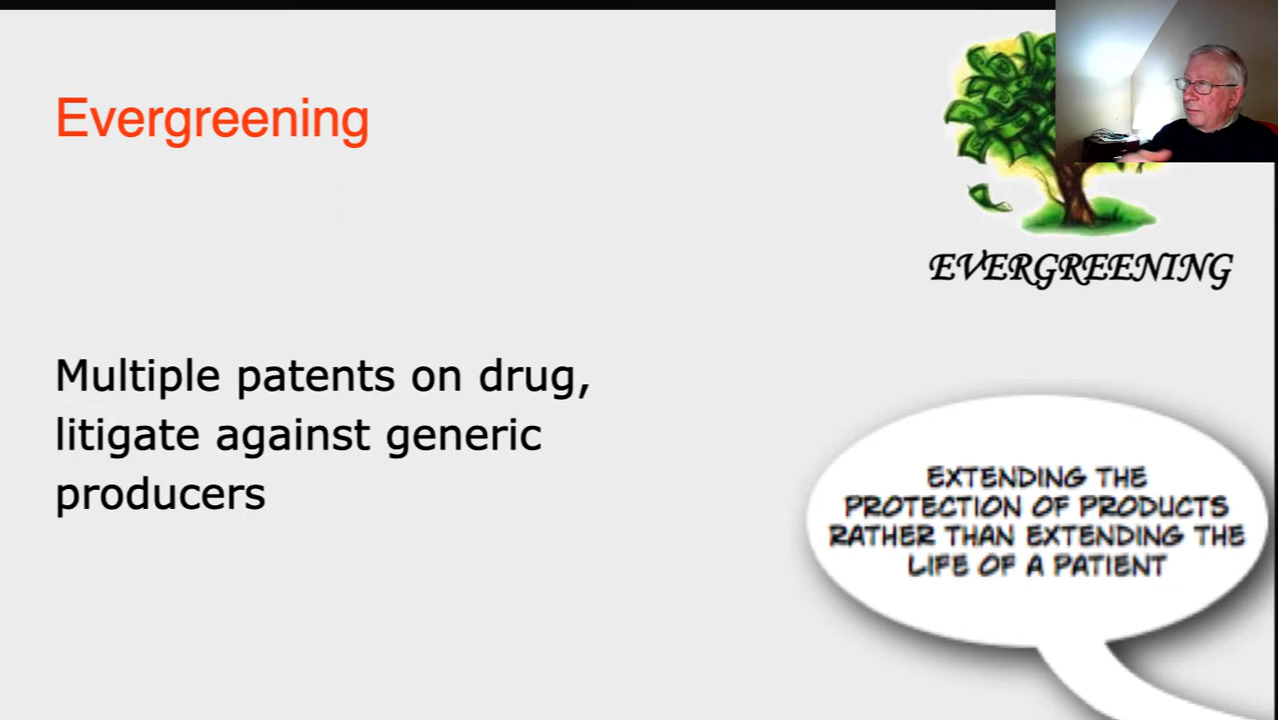 Evergreening
EVERGREENING
Multiple patents on drug,
litigate against generic
producers
EXTENDING THE
PROTECTION OF PRODUCTS
RATHER THAN EXTENDING THE
LIFE OF A PATIENT